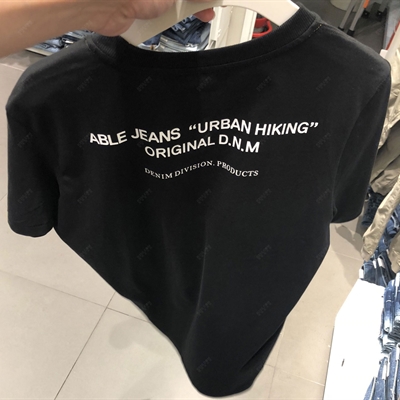 ABLE JEANS “URBAN HIKING”
ORIGINAL D.N.M
DENIM DIVISION. PRODUCTS